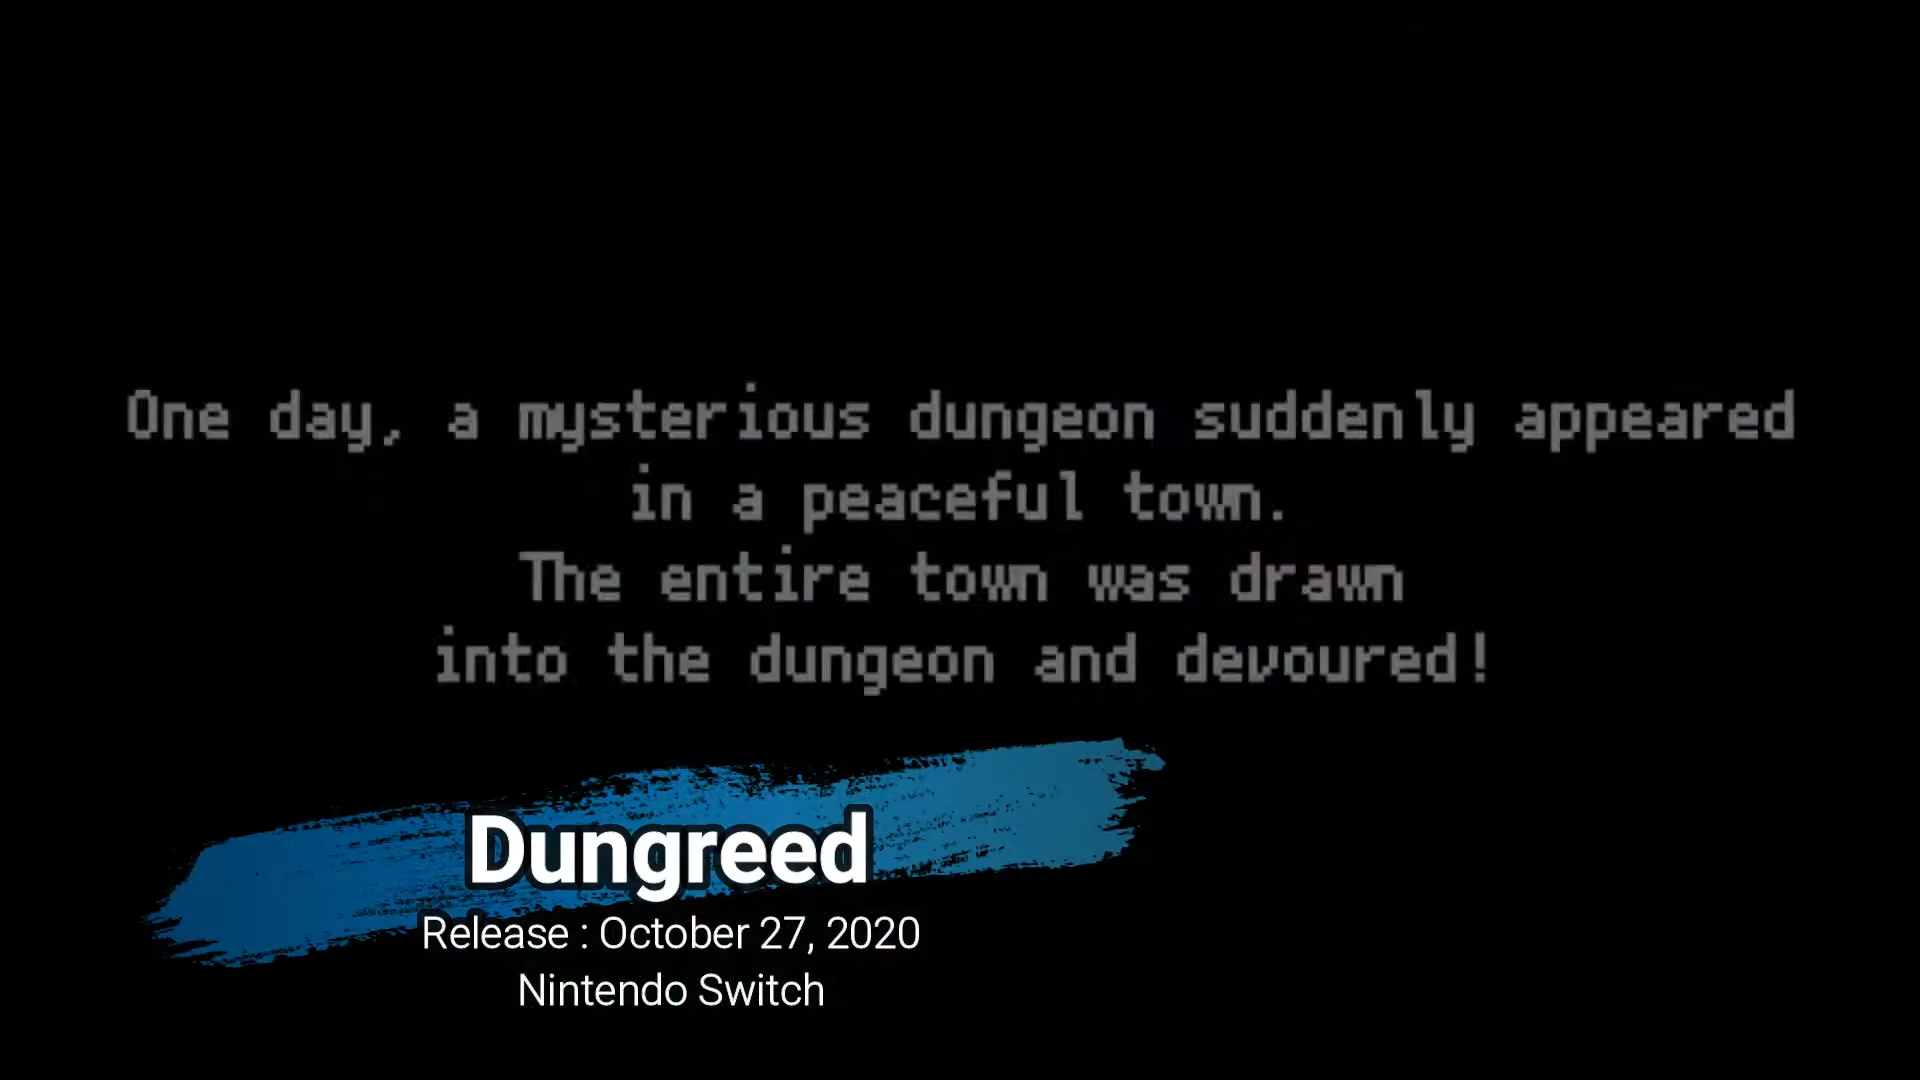 One day, a mysterious dungeon suddenly appeared
in a peaceful town.
The entire town was drawn
into the dungeon and devoured!
Dungreed
Release : October 27, 2020
Nintendo Switch